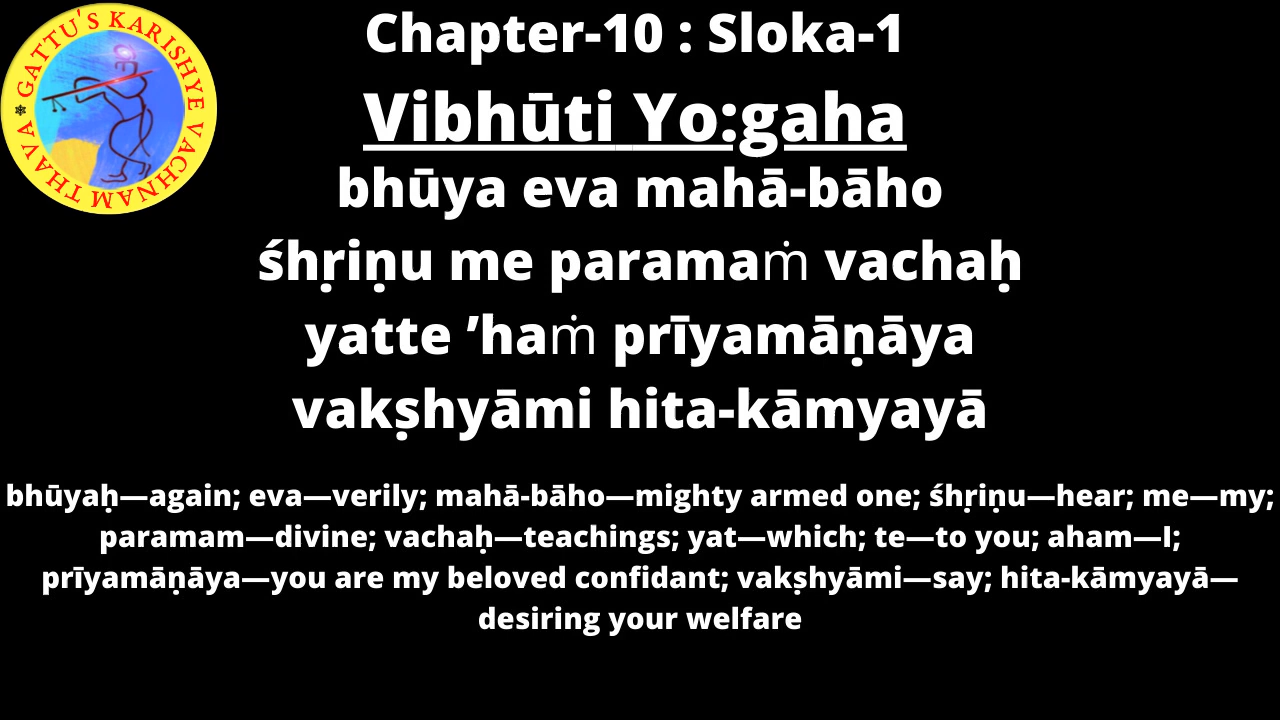 GATTU'S KARISHYE VACHNAM THAVA
Chapter-10 : Sloka-1
Vibhūti Yo:gaha
bhūya eva mahā-bāho
śhṛiṇu me paramaṁ vachaḥ
yatte ’haṁ prīyamāṇāya
vakṣhyāmi hita-kāmyayā
bhūyaḥ—again; eva—verily; mahā-bāho—mighty armed one; śhṛiṇu—hear; me—my;
paramam—divine; vachaḥ—teachings; yat—which; te—to you; aham—I;
prīyamāṇāya—you are my beloved confidant; vakṣhyāmi—say; hita-kāmyayā—
desiring your welfare